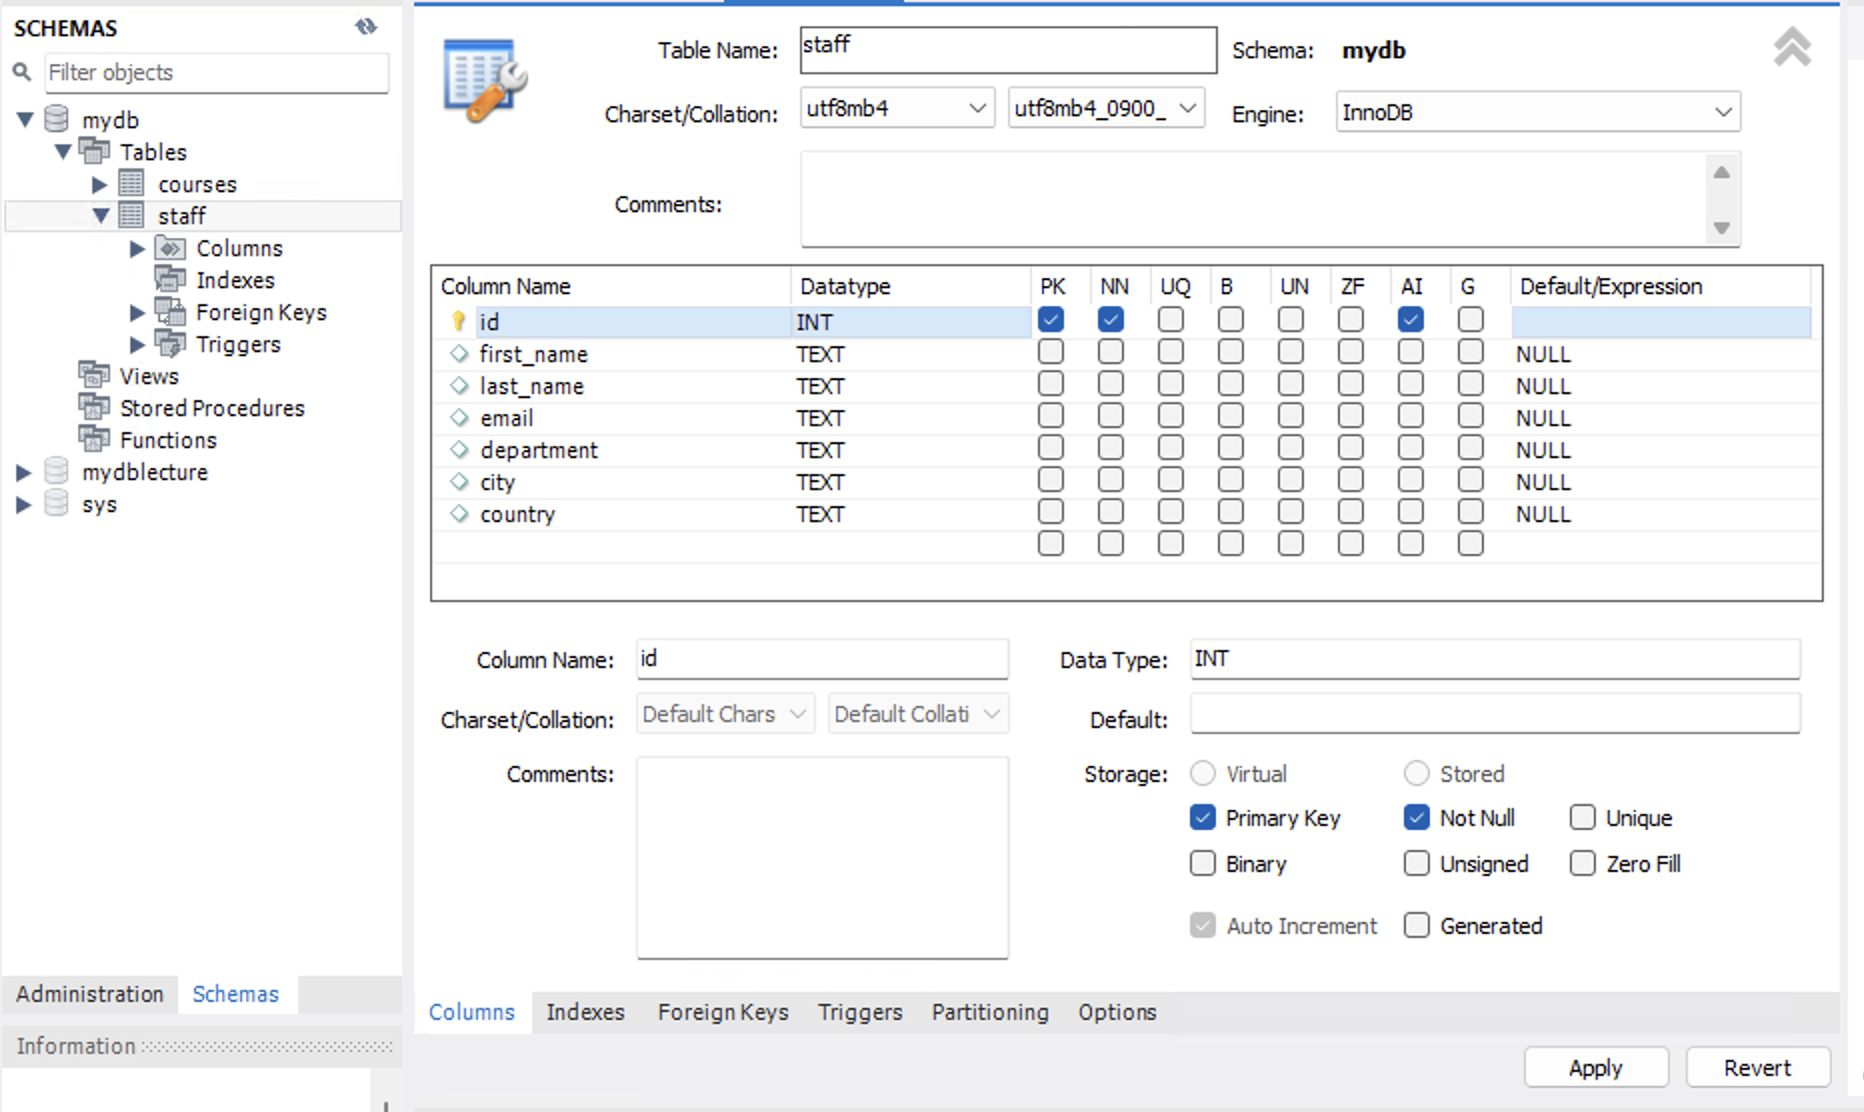 SCHEMAS
Filter objects
mydb
Tables
courses
staff
Columns
Indexes
Foreign Keys
Triggers
Views
Stored Procedures
Functions
mydblecture
sys
Administration Schemas
Information
Table Name: staff Schema: mydb
Charset/Collation: utf8mb4 utf8mb4_0900_ Engine: InnoDB
Comments:
Column Name Datatype PK NN UQ B UN ZF AI G Default/Expression
id INT
first_name TEXT NULL
last_name TEXT NULL
email TEXT NULL
department TEXT NULL
city TEXT NULL
country TEXT NULL
Column Name: id Data Type: INT
Charset/Collation: Default Chars Default Collati Default:
Comments: Storage: Virtual Stored
Primary Key Not Null Unique
Binary Unsigned Zero Fill
Auto Increment Generated
Columns Indexes Foreign Keys Triggers Partitioning Options
Apply Revert